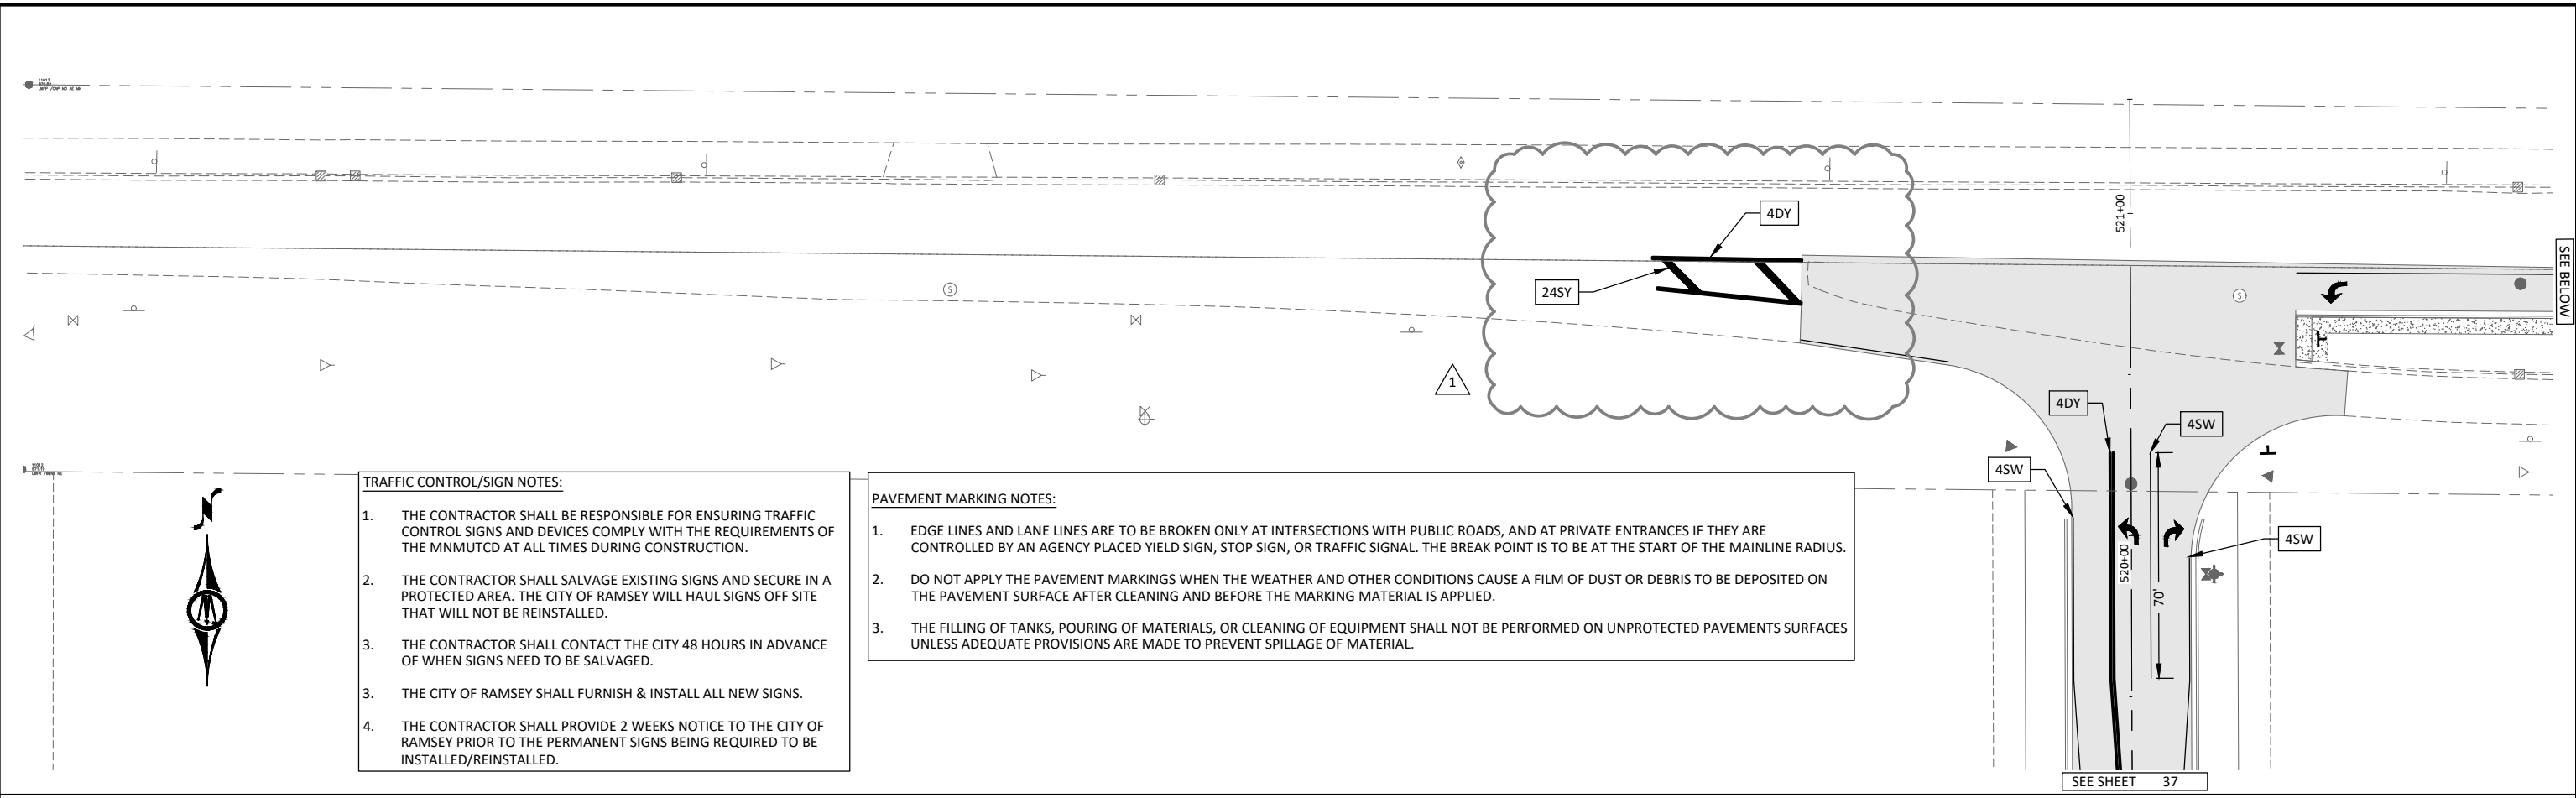 4DY
24SY
1
521+00
SEE BELOW
S
S
4DY
4SW
4SW
4SW
520+00
70'
SEE SHEET 37
N
TRAFFIC CONTROL/SIGN NOTES:
1. THE CONTRACTOR SHALL BE RESPONSIBLE FOR ENSURING TRAFFIC
CONTROL SIGNS AND DEVICES COMPLY WITH THE REQUIREMENTS OF
THE MNMUTCD AT ALL TIMES DURING CONSTRUCTION.
2. THE CONTRACTOR SHALL SALVAGE EXISTING SIGNS AND SECURE IN A
PROTECTED AREA. THE CITY OF RAMSEY WILL HAUL SIGNS OFF SITE
THAT WILL NOT BE REINSTALLED.
3. THE CONTRACTOR SHALL CONTACT THE CITY 48 HOURS IN ADVANCE
OF WHEN SIGNS NEED TO BE SALVAGED.
3. THE CITY OF RAMSEY SHALL FURNISH & INSTALL ALL NEW SIGNS.
4. THE CONTRACTOR SHALL PROVIDE 2 WEEKS NOTICE TO THE CITY OF
RAMSEY PRIOR TO THE PERMANENT SIGNS BEING REQUIRED TO BE
INSTALLED/REINSTALLED.
PAVEMENT MARKING NOTES:
1. EDGE LINES AND LANE LINES ARE TO BE BROKEN ONLY AT INTERSECTIONS WITH PUBLIC ROADS, AND AT PRIVATE ENTRANCES IF THEY ARE
CONTROLLED BY AN AGENCY PLACED YIELD SIGN, STOP SIGN, OR TRAFFIC SIGNAL. THE BREAK POINT IS TO BE AT THE START OF THE MAINLINE RADIUS.
2. DO NOT APPLY THE PAVEMENT MARKINGS WHEN THE WEATHER AND OTHER CONDITIONS CAUSE A FILM OF DUST OR DEBRIS TO BE DEPOSITED ON
THE PAVEMENT SURFACE AFTER CLEANING AND BEFORE THE MARKING MATERIAL IS APPLIED.
3. THE FILLING OF TANKS, POURING OF MATERIALS, OR CLEANING OF EQUIPMENT SHALL NOT BE PERFORMED ON UNPROTECTED PAVEMENTS SURFACES
UNLESS ADEQUATE PROVISIONS ARE MADE TO PREVENT SPILLAGE OF MATERIAL.